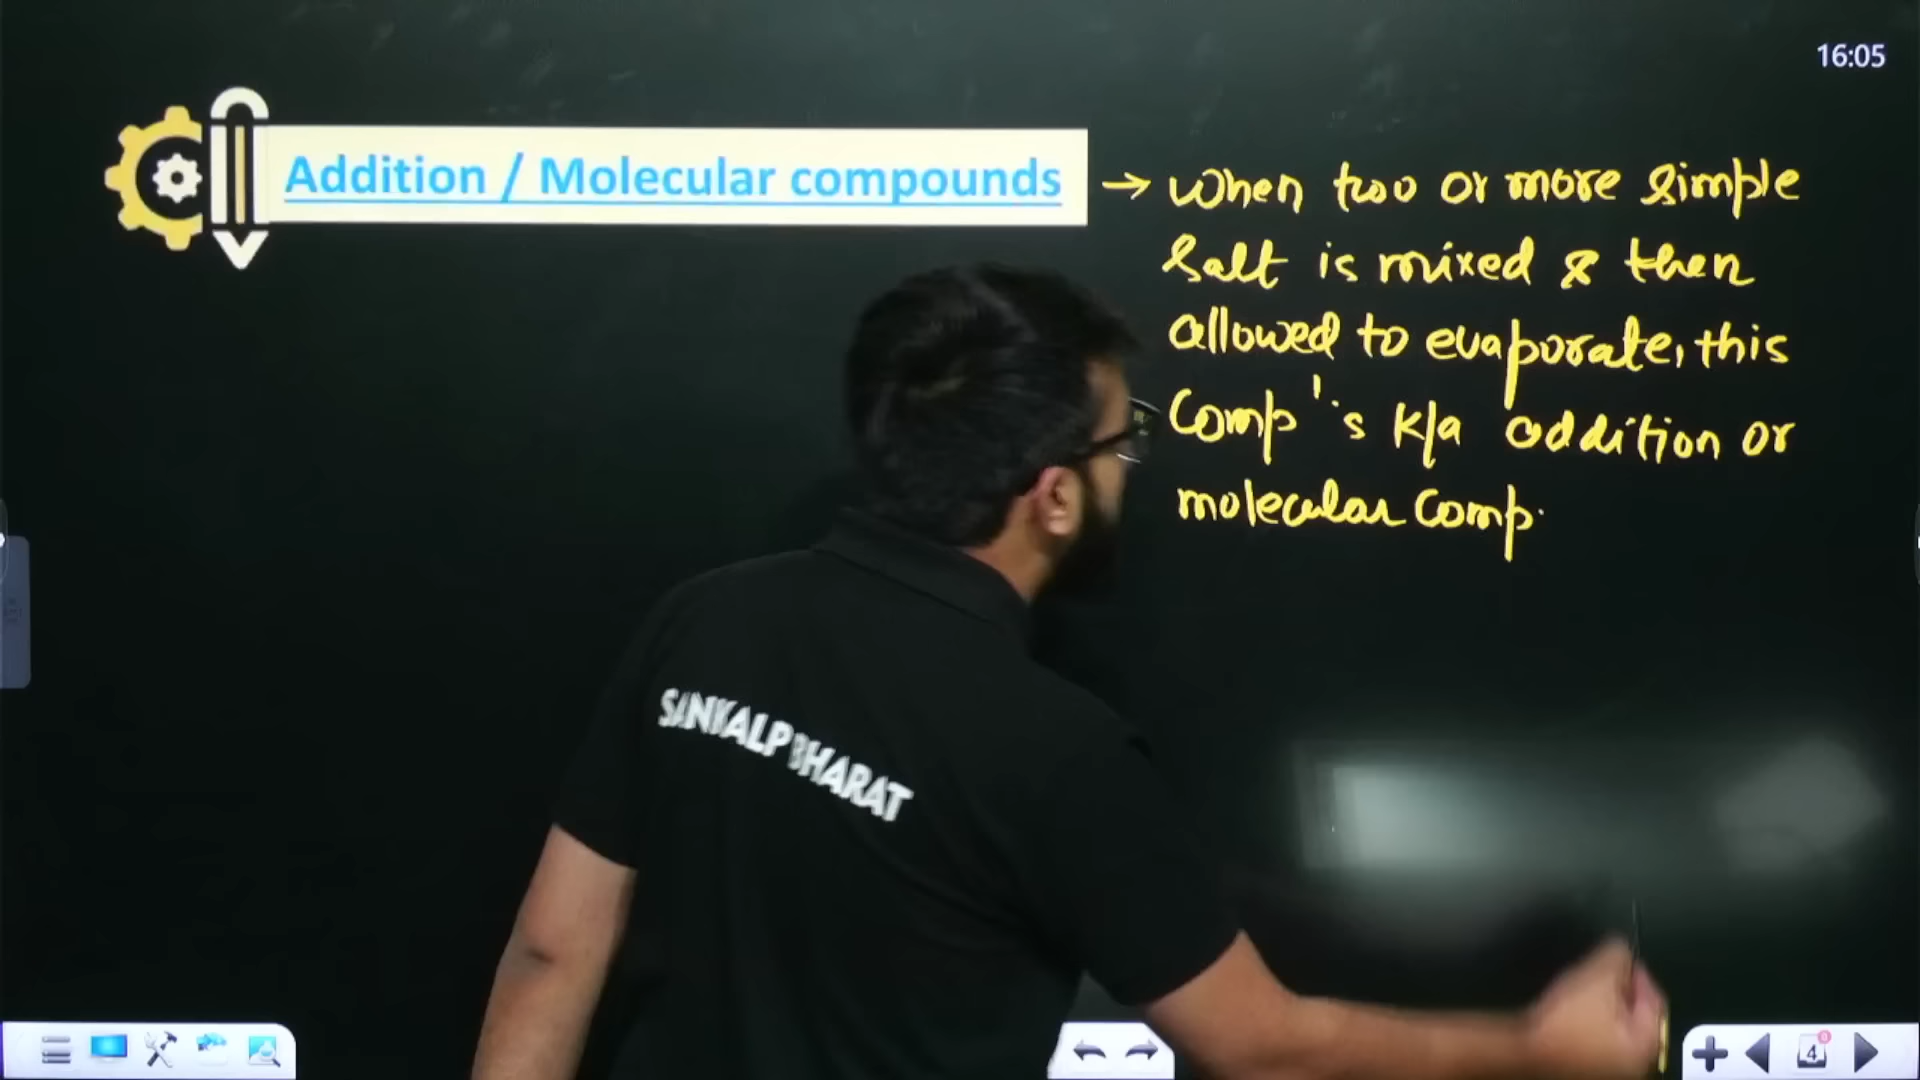 16:05
Addition / Molecular compounds
→ when two or more simple
salt is mixed & then
allowed to evaporate, this
comp's k/a addition or
molecular comp.
SANKALP BHARAT
4